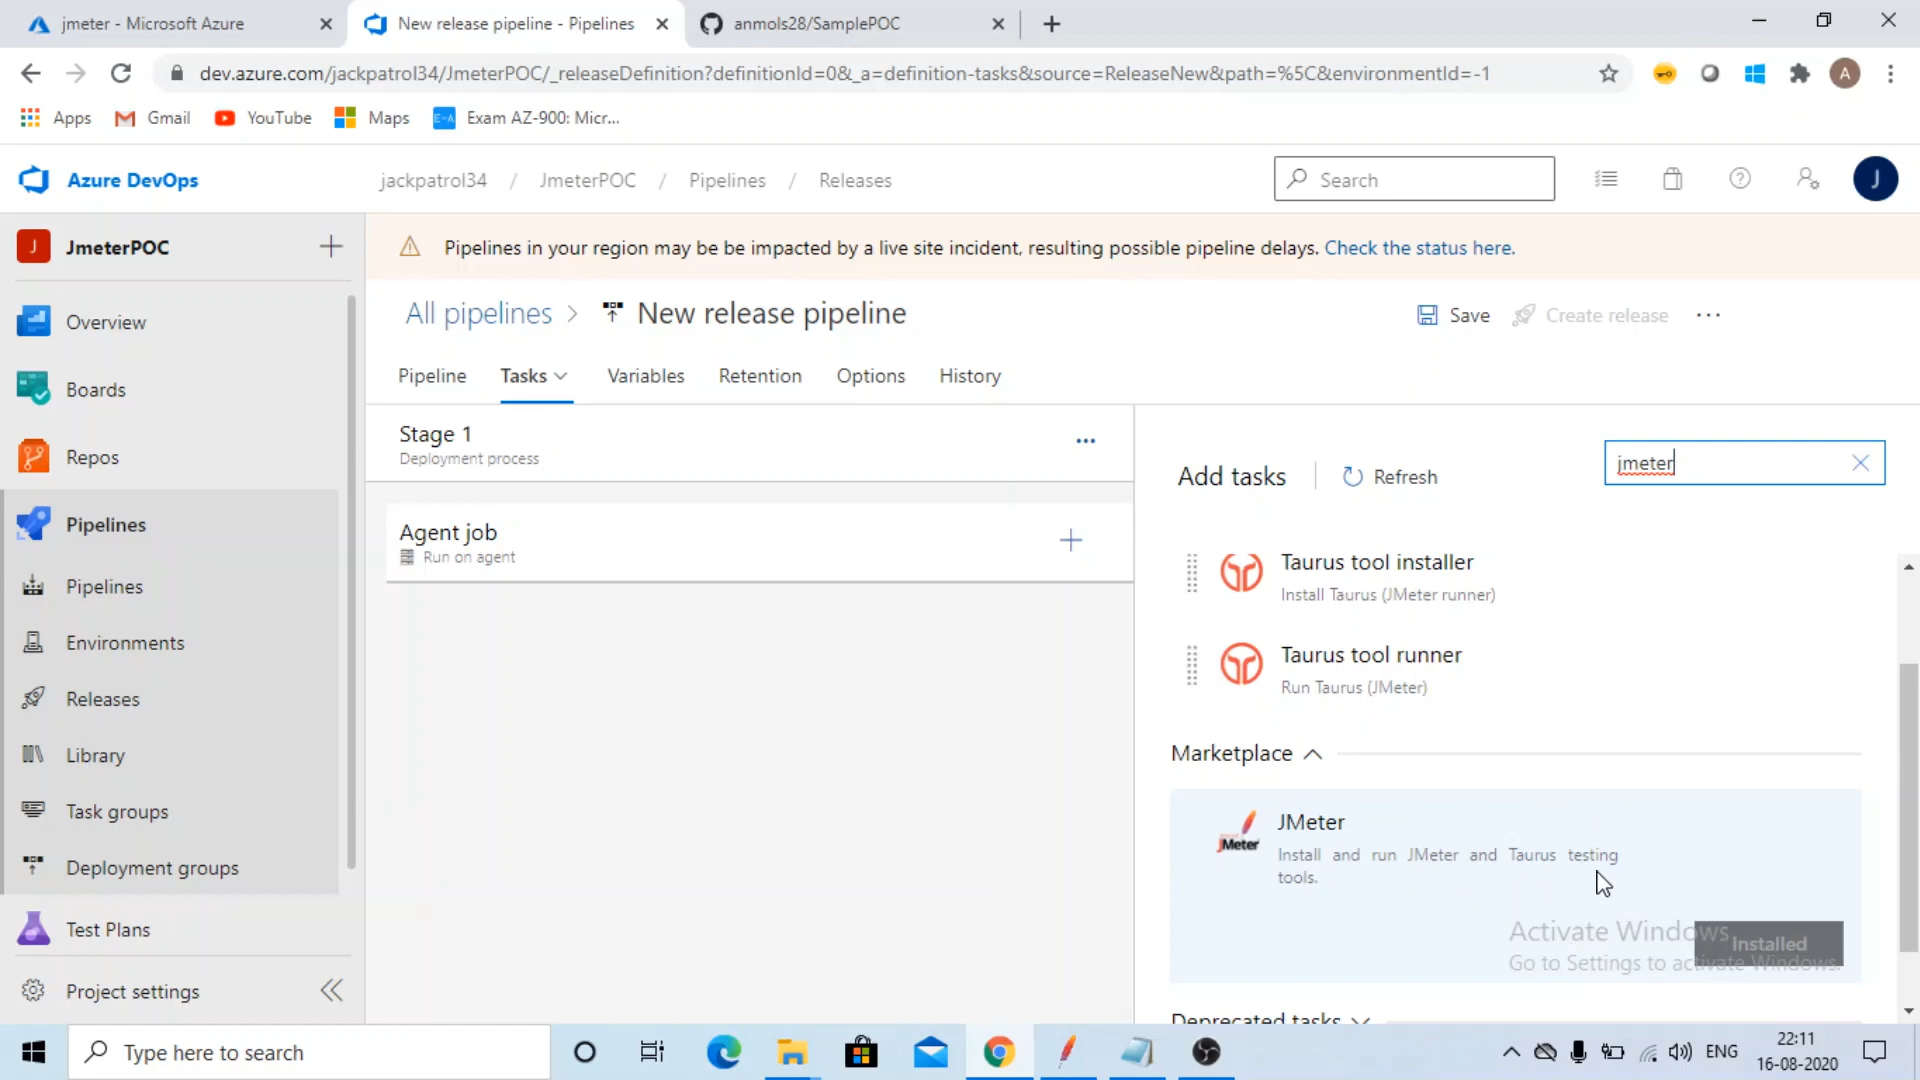 jmeter - Microsoft Azure
New release pipeline - Pipelines
anmols28/SamplePOC
dev.azure.com/jackpatrol34/JmeterPOC/_releaseDefinition?definitionId=0&_a=definition-tasks&source=ReleaseNew&path=%5C&environmentId=-1
A
Apps
Gmail
YouTube
Maps
E-A
Exam AZ-900: Micr...
Azure DevOps
jackpatrol34 / JmeterPOC / Pipelines / Releases
Search
J
J
JmeterPOC
Pipelines in your region may be be impacted by a live site incident, resulting possible pipeline delays. Check the status here.
All pipelines > New release pipeline
Save
Create release
Overview
Boards
Repos
Pipelines
Pipelines
Environments
Releases
Library
Task groups
Deployment groups
Test Plans
Project settings
Pipeline
Tasks
Variables
Retention
Options
History
Stage 1
Deployment process
Agent job
Run on agent
Add tasks
Refresh
jmeter
Taurus tool installer
Install Taurus (JMeter runner)
Taurus tool runner
Run Taurus (JMeter)
Marketplace
JMeter
JMeter
Install and run JMeter and Taurus testing
tools.
Installed
Activate Windows
Go to Settings to activate Windows.
Deprecated tasks
Type here to search
ENG
22:11
16-08-2020